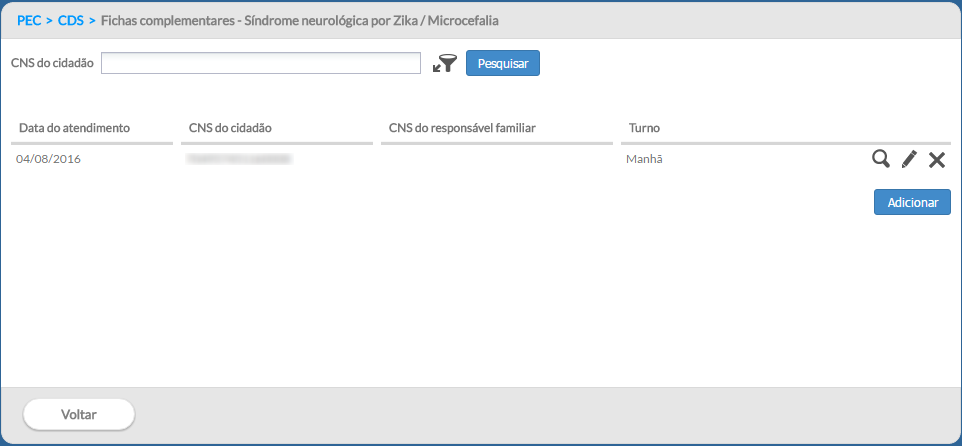 PEC > CDS > Fichas complementares - Síndrome neurológica por Zika / Microcefalia
CNS do cidadão Pesquisar
Data do atendimento CNS do cidadão CNS do responsável familiar Turno
04/08/2016 Manhã
Adicionar
Voltar